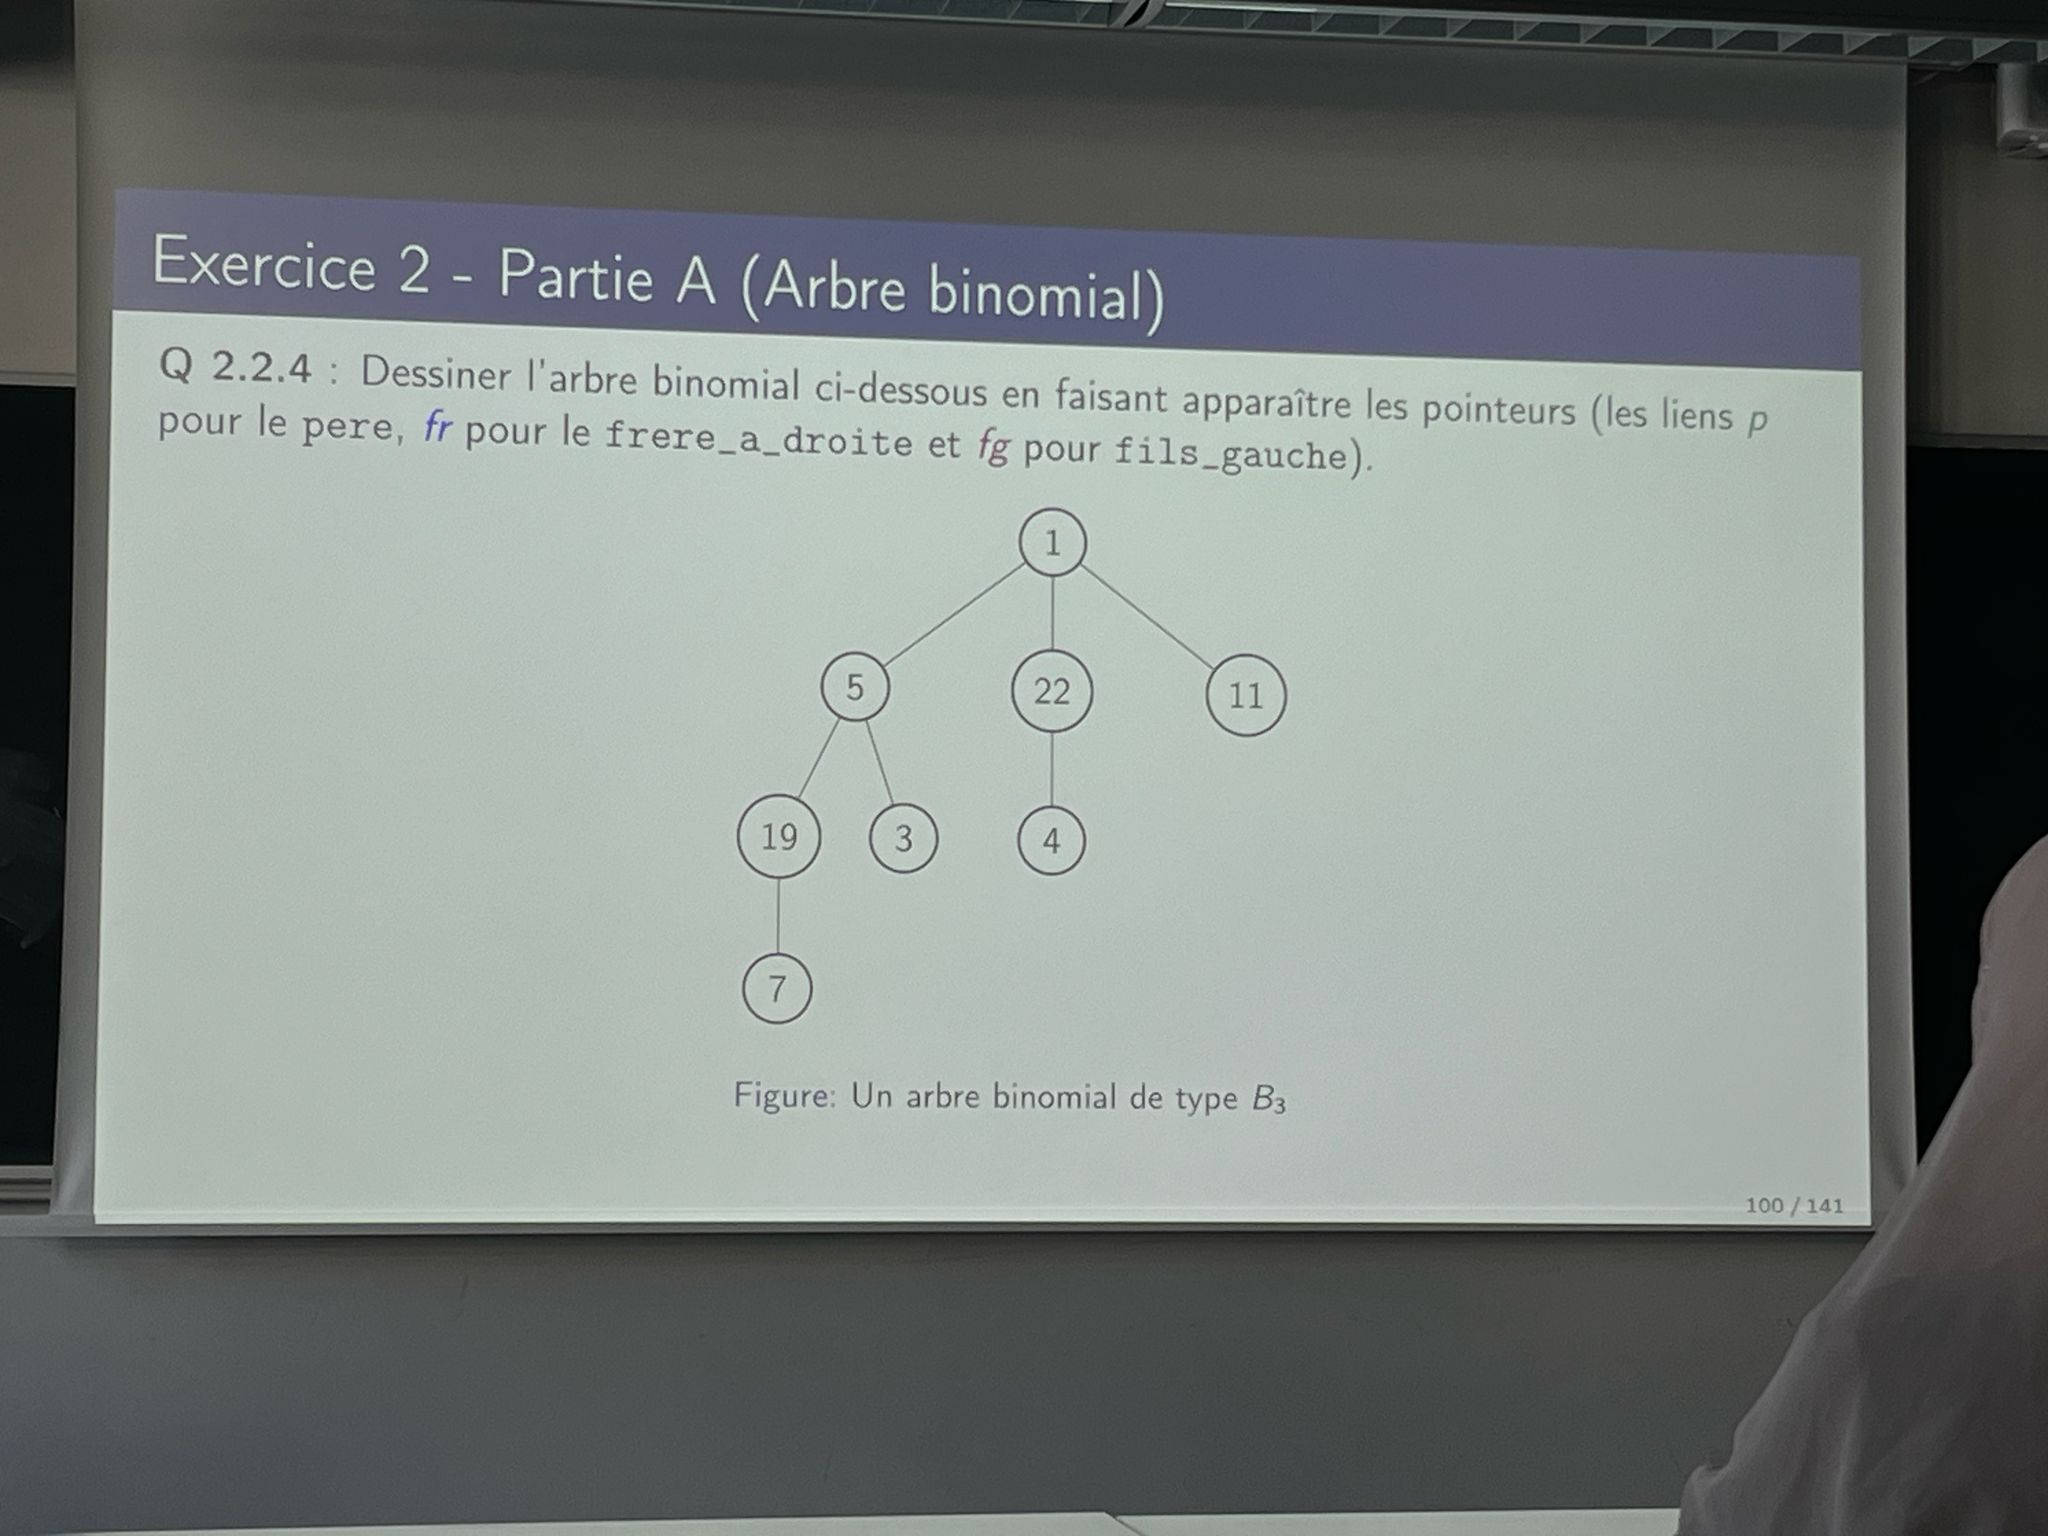 Exercice 2 - Partie A (Arbre binomial)
Q 2.2.4 : Dessiner l'arbre binomial ci-dessous en faisant apparaître les pointeurs (les liens p
pour le pere, fr pour le frere_a_droite et fg pour fils_gauche).
1
5 22 11
19 3 4
7
Figure: Un arbre binomial de type B₃
100 / 141